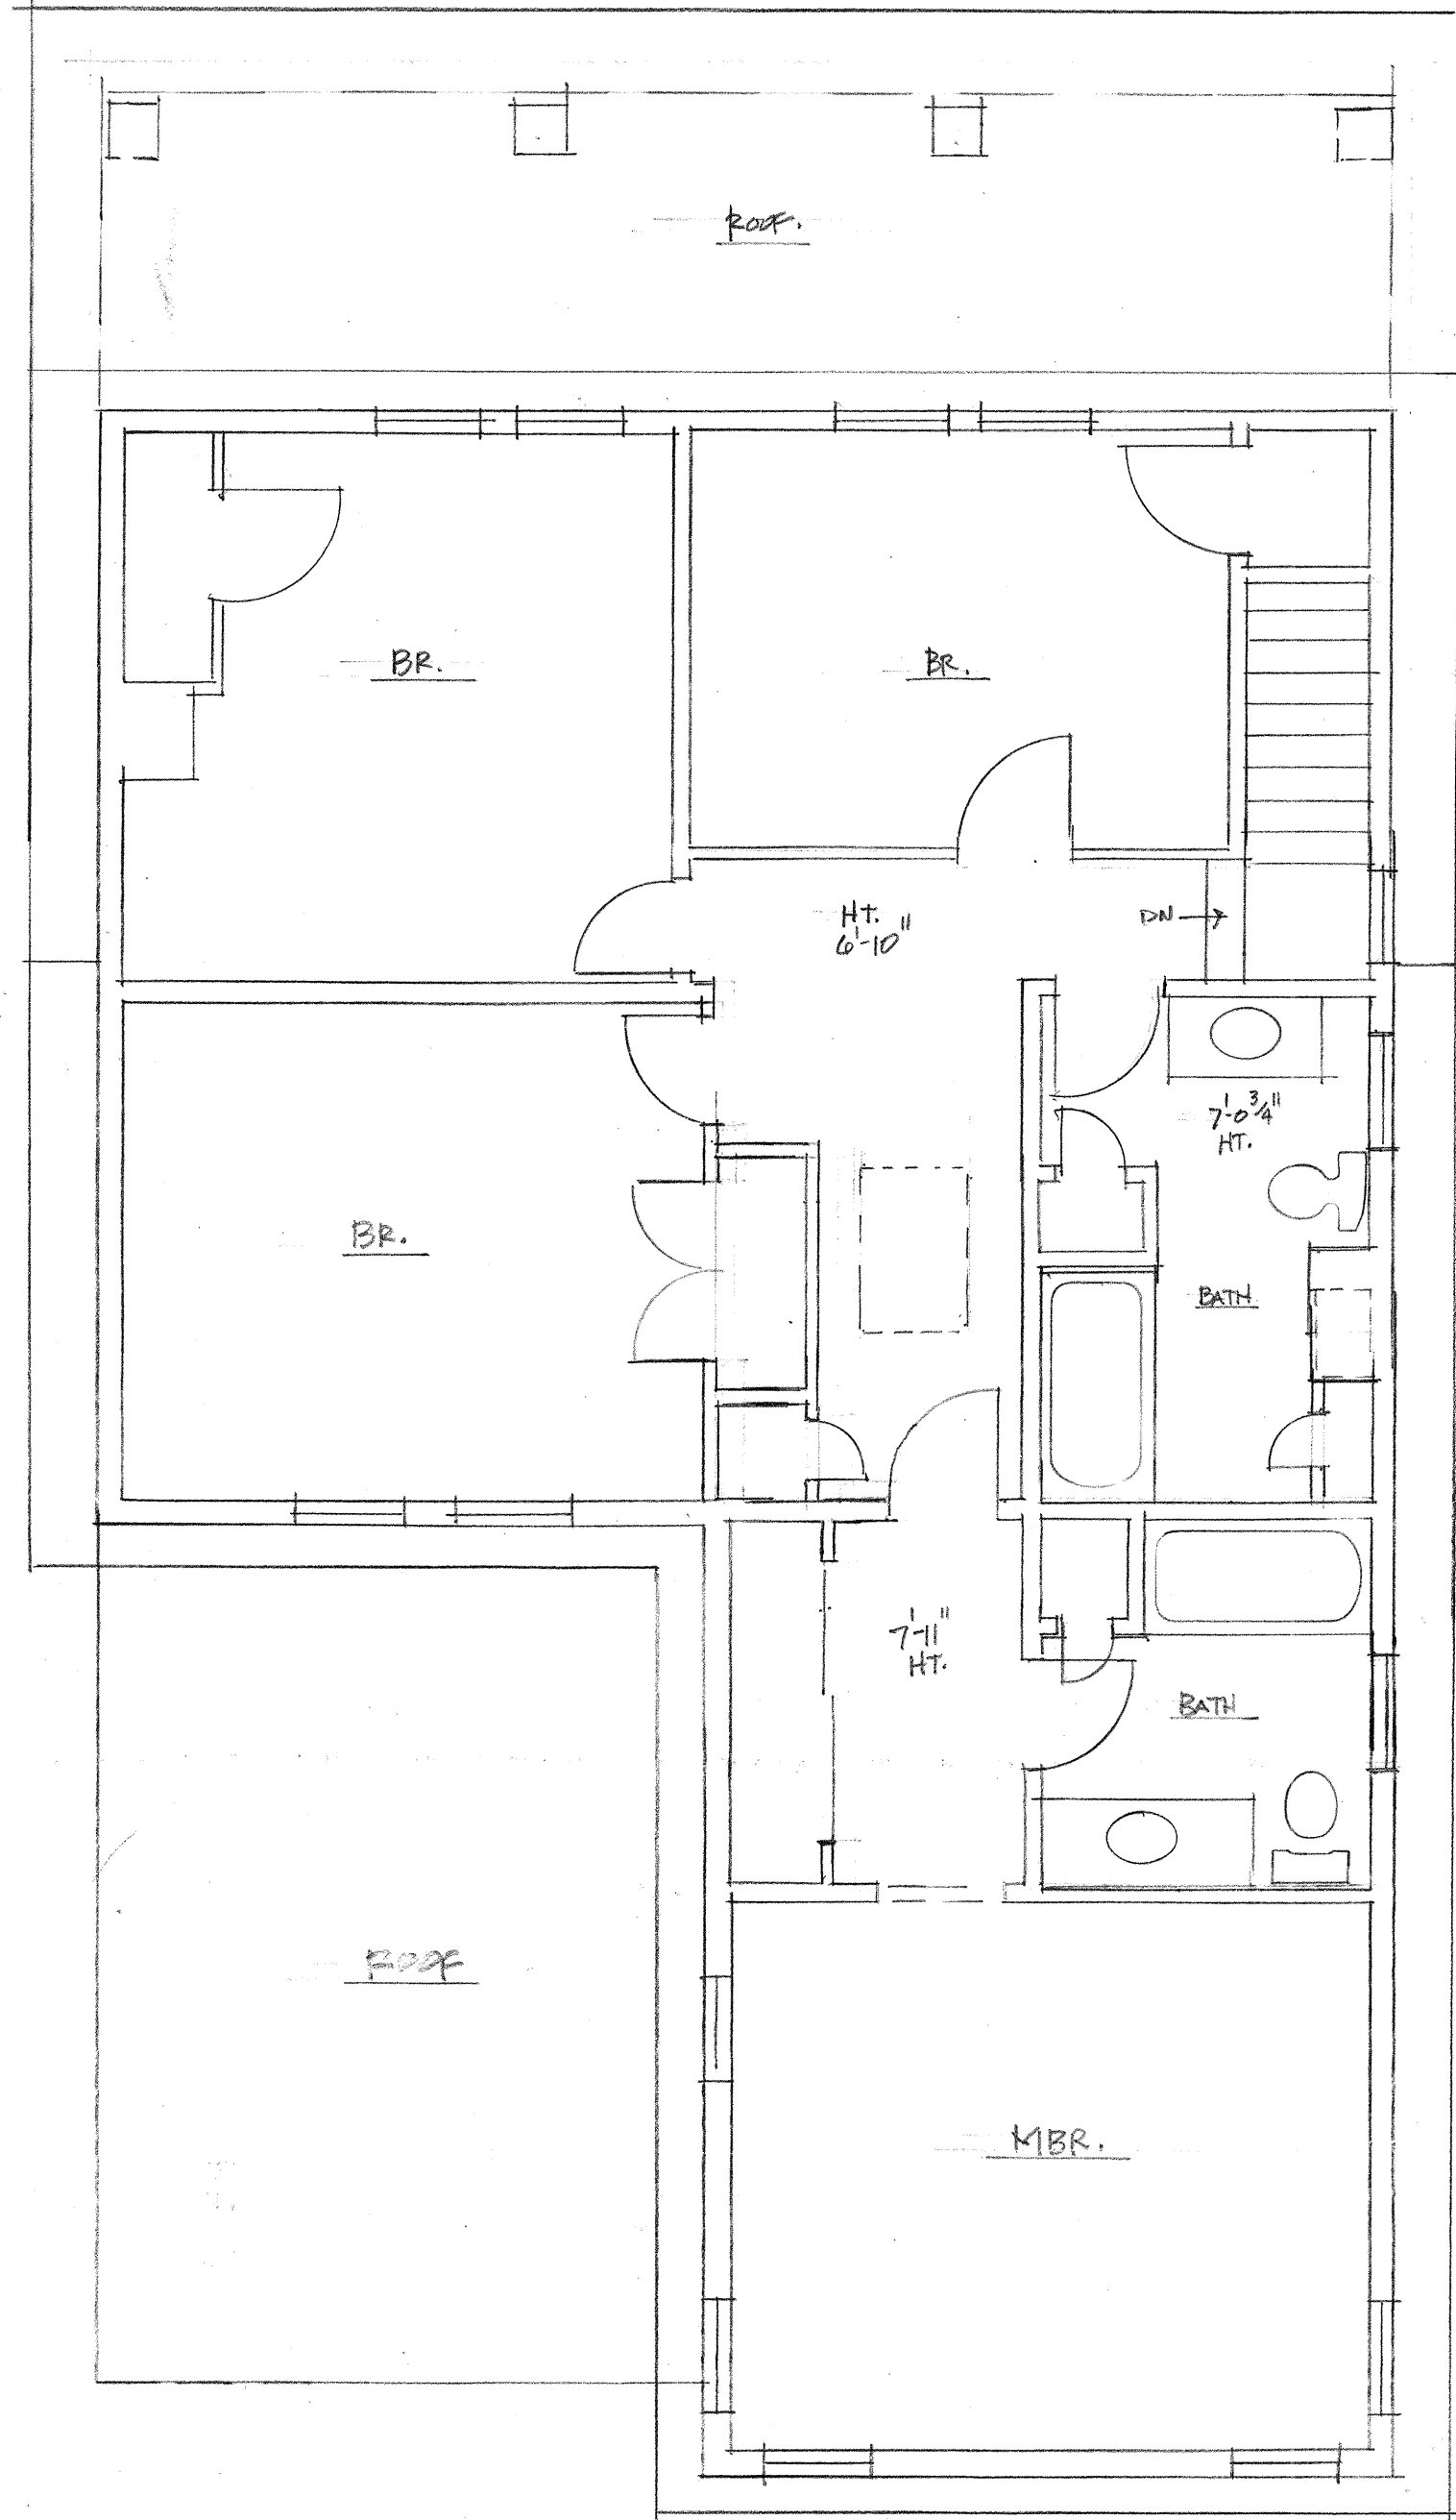 ROOF.
BR.
BR.
HT.
6'-10"
DN
7'-0 3/4"
HT.
BR.
BATH
7'-11"
HT.
BATH
ROOF
MBR.